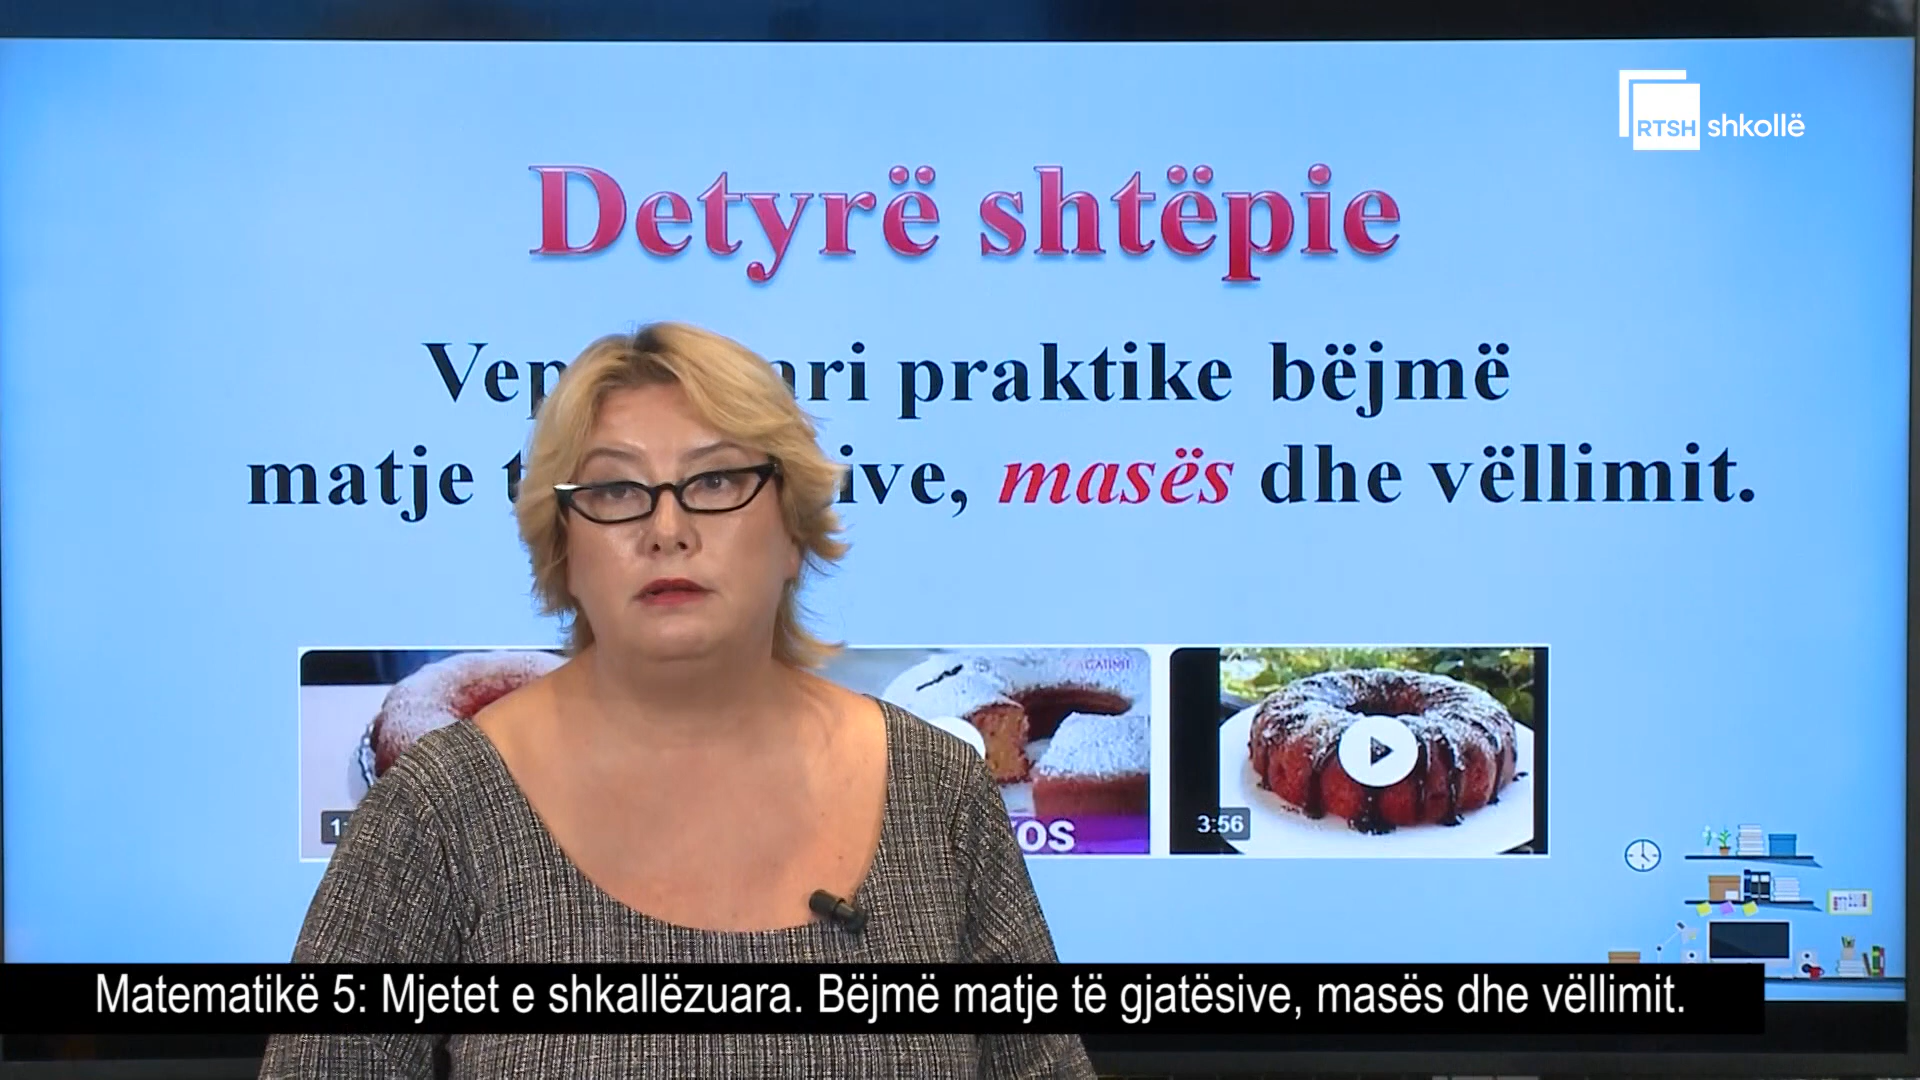 RTSH shkollë
Detyrë shtëpie
ari praktike bëjmë
matje ive, masës dhe vëllimit.
3:56
Matematikë 5: Mjetet e shkallëzuara. Bëjmë matje të gjatësive, masës dhe vëllimit.